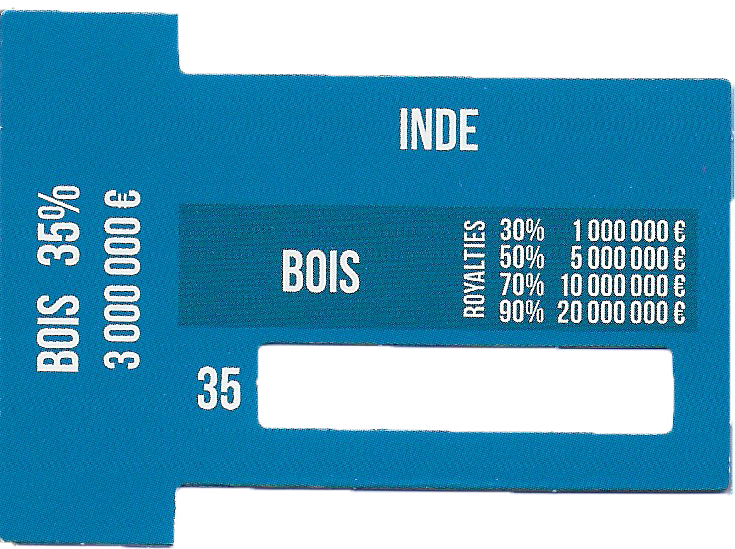 BOIS 35%
3 000 000 €
INDE
BOIS
ROYALTIES
30% 1 000 000 €
50% 5 000 000 €
70% 10 000 000 €
90% 20 000 000 €
35